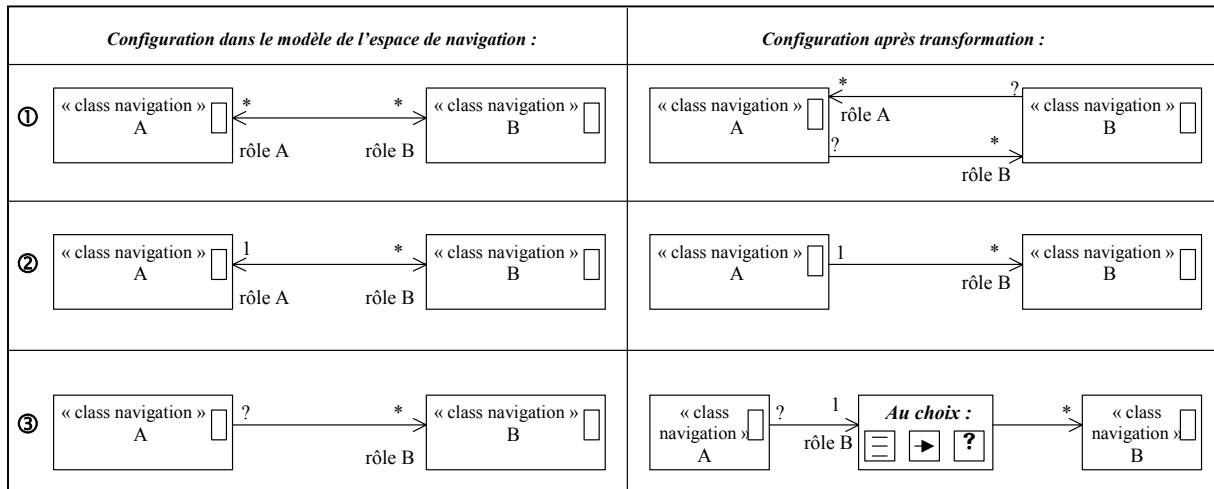 Configuration dans le modèle de l'espace de navigation :
Configuration après transformation :
①
« class navigation »
A
*
*
rôle A
rôle B
« class navigation »
B
« class navigation »
A
*
rôle A
?
?
*
rôle B
« class navigation »
B
②
« class navigation »
A
1
*
rôle A
rôle B
« class navigation »
B
« class navigation »
A
1
*
rôle B
« class navigation »
B
③
« class navigation »
A
?
*
rôle B
« class navigation »
B
« class
navigation »
A
?
1
rôle B
Au choix :
?
*
« class
navigation »
B